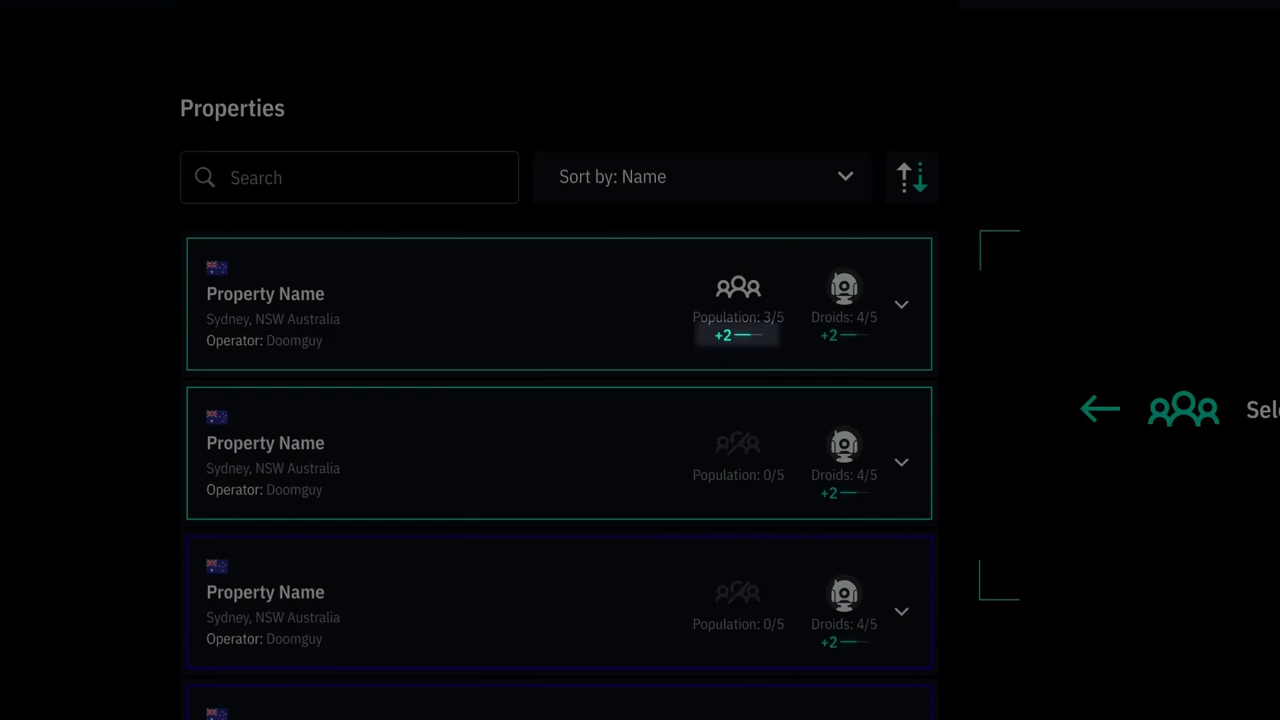 Properties
Search
Sort by: Name
Property Name
Sydney, NSW Australia
Operator: Doomguy
Population: 3/5
+2
Droids: 4/5
+2
Property Name
Sydney, NSW Australia
Operator: Doomguy
Population: 0/5
Droids: 4/5
+2
Property Name
Sydney, NSW Australia
Operator: Doomguy
Population: 0/5
Droids: 4/5
+2